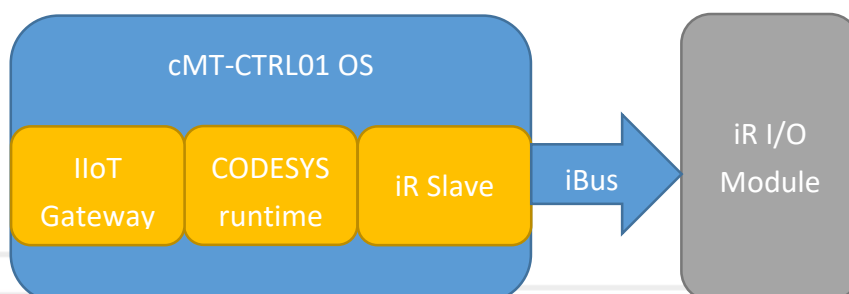 cMT-CTRL01 OS
IIoT
Gateway
CODESYS
runtime
iR Slave
iBus
iR I/O
Module